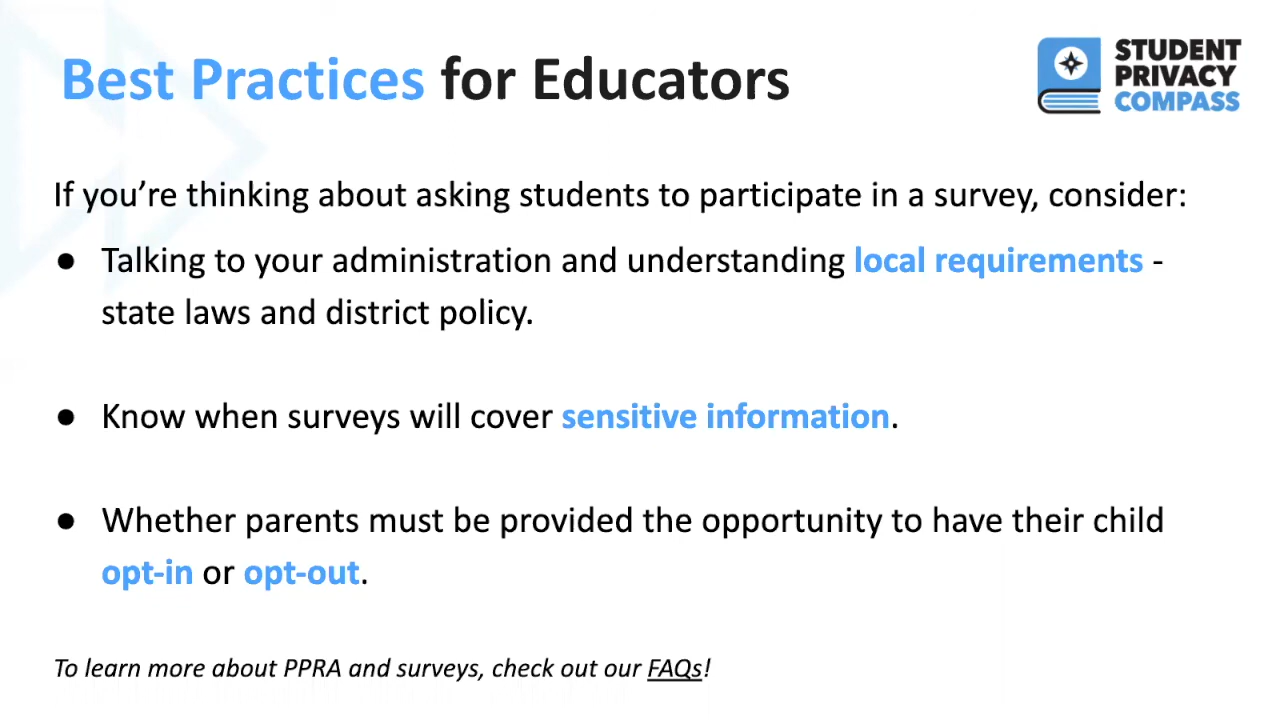 Best Practices for Educators
STUDENT
PRIVACY
COMPASS
If you’re thinking about asking students to participate in a survey, consider:
● Talking to your administration and understanding local requirements -
state laws and district policy.
● Know when surveys will cover sensitive information.
● Whether parents must be provided the opportunity to have their child
opt-in or opt-out.
To learn more about PPRA and surveys, check out our FAQs!